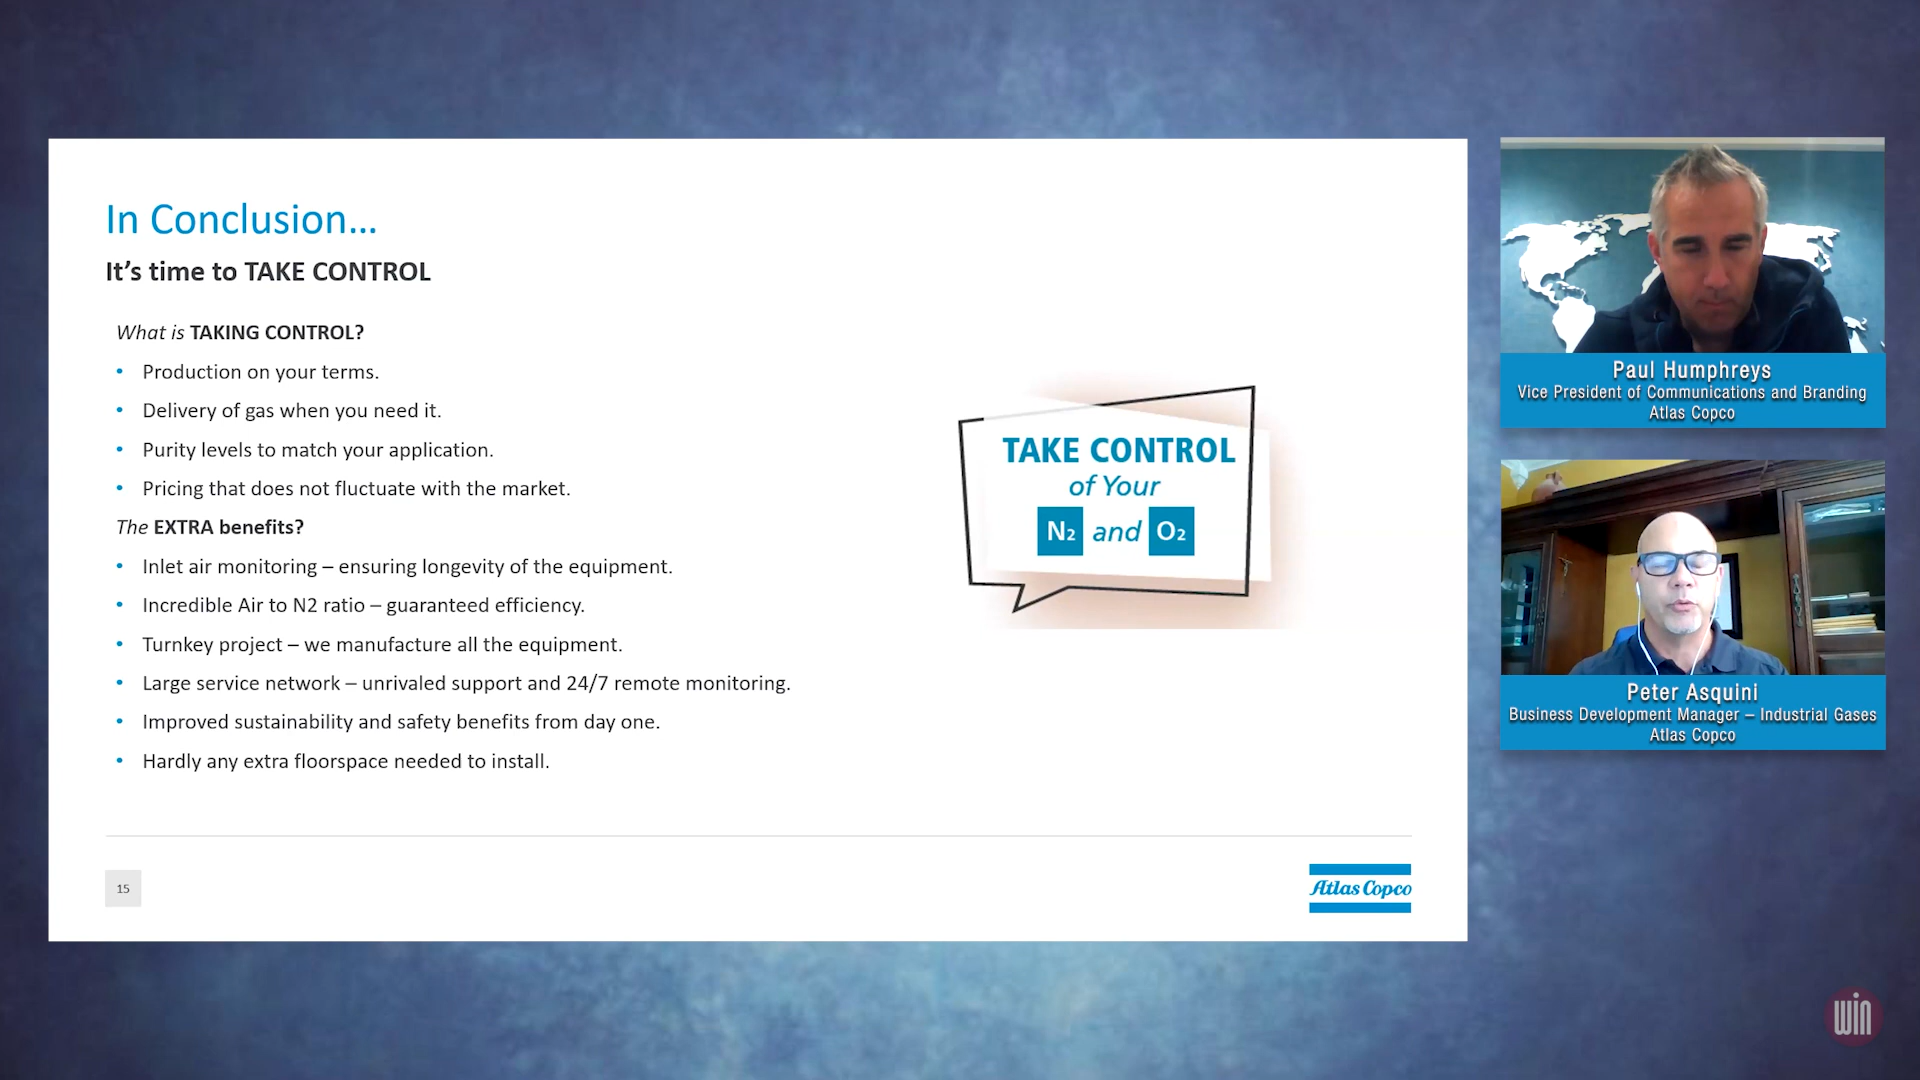 In Conclusion...
It's time to TAKE CONTROL
What is TAKING CONTROL?
• Production on your terms.
• Delivery of gas when you need it.
• Purity levels to match your application.
• Pricing that does not fluctuate with the market.
The EXTRA benefits?
• Inlet air monitoring – ensuring longevity of the equipment.
• Incredible Air to N2 ratio – guaranteed efficiency.
• Turnkey project – we manufacture all the equipment.
• Large service network – unrivaled support and 24/7 remote monitoring.
• Improved sustainability and safety benefits from day one.
• Hardly any extra floorspace needed to install.
TAKE CONTROL
of Your
N₂ and O₂
15
Atlas Copco
Paul Humphreys
Vice President of Communications and Branding
Atlas Copco
Peter Asquini
Business Development Manager – Industrial Gases
Atlas Copco
win